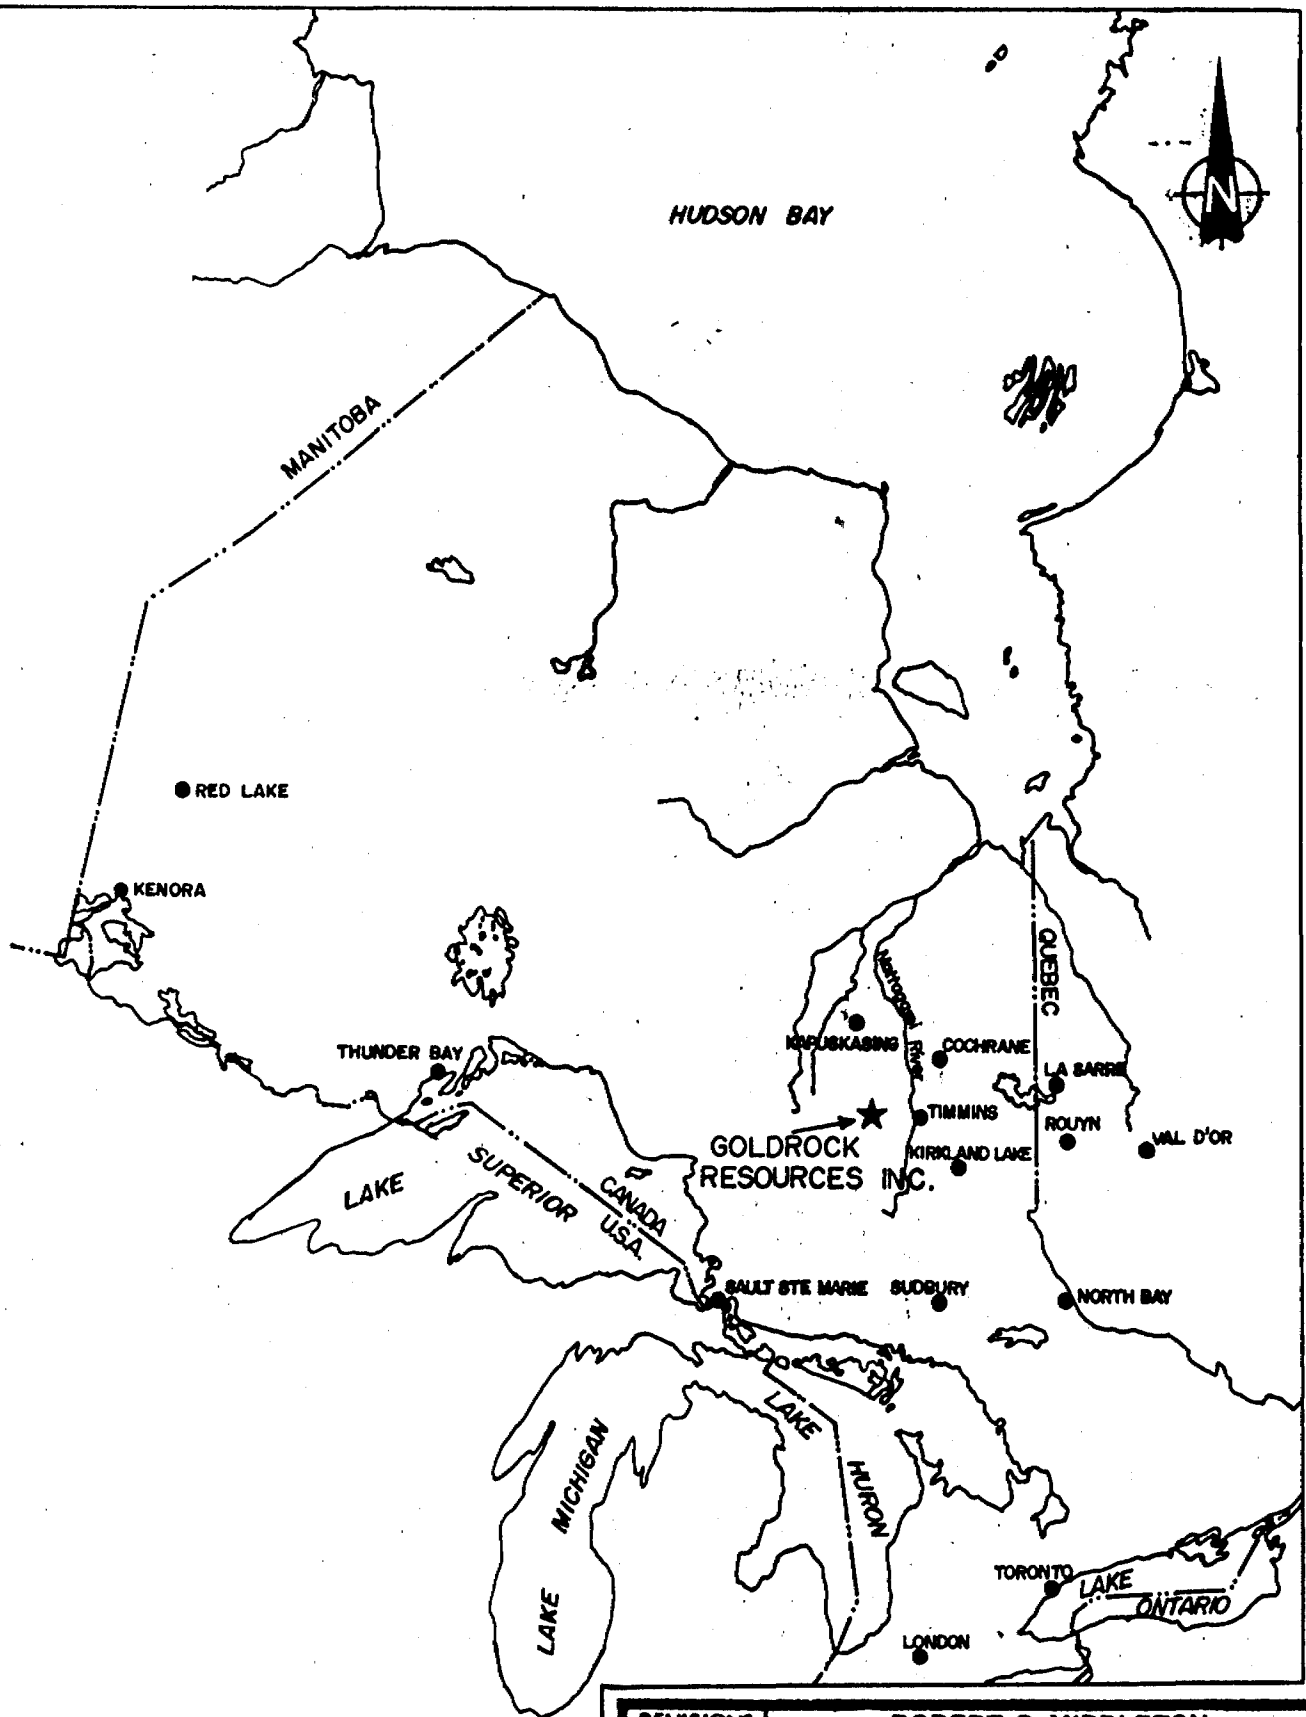 HUDSON BAY
N
MANITOBA
RED LAKE
KENORA
QUEBEC
Mattagami River
KAPUSKASING
COCHRANE
THUNDER BAY
LA SARRE
TIMMINS
ROUYN
VAL D'OR
GOLDROCK
RESOURCES INC.
KIRKLAND LAKE
LAKE SUPERIOR
CANADA
U.S.A.
SAULT STE MARIE
SUDBURY
NORTH BAY
LAKE HURON
LAKE MICHIGAN
TORONTO
LAKE
ONTARIO
LONDON